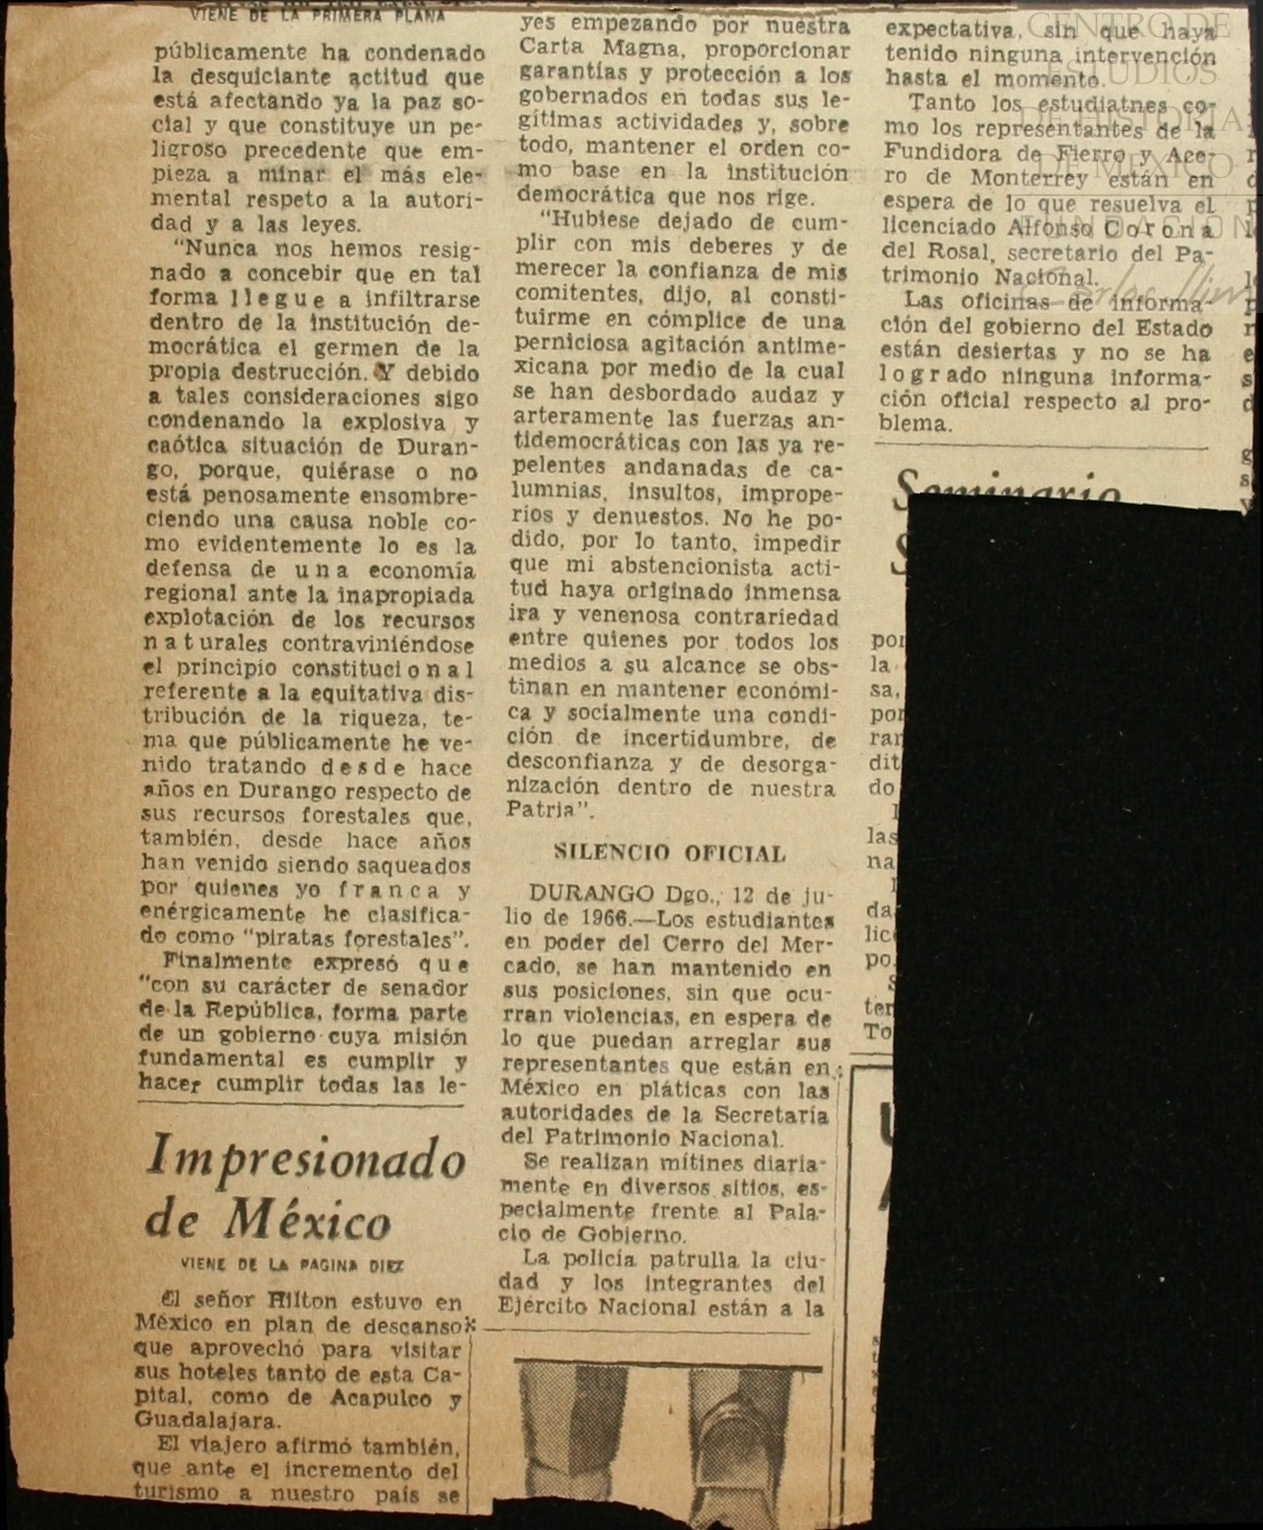 VIENE DE LA PRIMERA PLANA
públicamente ha condenado
la desquiciante actitud que
está afectando ya la paz so-
cial y que constituye un pe-
ligroso precedente que em-
pieza a minar el más ele-
mental respeto a la autori-
dad y a las leyes.
"Nunca nos hemos resig-
nado a concebir que en tal
forma llegue a infiltrarse
dentro de la institución de-
mocrática el germen de la
propia destrucción. Y debido
a tales consideraciones sigo
condenando la explosiva y
caótica situación de Duran-
go, porque, quiérase o no
está penosamente ensombre-
ciendo una causa noble co-
mo evidentemente lo es la
defensa de una economía
regional ante la inapropiada
explotación de los recursos
naturales contraviniéndose
el principio constitucional
referente a la equitativa dis-
tribución de la riqueza, te-
ma que públicamente he ve-
nido tratando desde hace
años en Durango respecto de
sus recursos forestales que,
también, desde hace años
han venido siendo saqueados
por quienes yo franca y
enérgicamente he clasifica-
do como "piratas forestales".
Finalmente expresó que
"con su carácter de senador
de la República, forma parte
de un gobierno cuya misión
fundamental es cumplir y
hacer cumplir todas las le-
yes empezando por nuestra
Carta Magna, proporcionar
garantías y protección a los
gobernados en todas sus le-
gítimas actividades y, sobre
todo, mantener el orden co-
mo base en la institución
democrática que nos rige.
"Hubiese dejado de cum-
plir con mis deberes y de
merecer la confianza de mis
comitentes, dijo, al consti-
tuirme en cómplice de una
perniciosa agitación antime-
xicana por medio de la cual
se han desbordado audaz y
arteramente las fuerzas an-
tidemocráticas con las ya re-
pelentes andanadas de ca-
lumnias, insultos, imprope-
rios y denuestos. No he po-
dido, por lo tanto, impedir
que mi abstencionista acti-
tud haya originado inmensa
ira y venenosa contrariedad
entre quienes por todos los
medios a su alcance se obs-
tinan en mantener económi-
ca y socialmente una condi-
ción de incertidumbre, de
desconfianza y de desorga-
nización dentro de nuestra
Patria".
SILENCIO OFICIAL
DURANGO Dgo., 12 de ju-
lio de 1966.—Los estudiantes
en poder del Cerro del Mer-
cado, se han mantenido en
sus posiciones, sin que ocu-
rran violencias, en espera de
lo que puedan arreglar sus
representantes que están en
México en pláticas con las
autoridades de la Secretaría
del Patrimonio Nacional.
Se realizan mítines diaria-
mente en diversos sitios, es-
pecialmente frente al Pala-
cio de Gobierno.
La policía patrulla la ciu-
dad y los integrantes del
Ejército Nacional están a la
expectativa, sin que haya
tenido ninguna intervención
hasta el momento.
Tanto los estudiatnes co-
mo los representantes de la
Fundidora de Fierro y Ace-
ro de Monterrey están en
espera de lo que resuelva el
licenciado Alfonso Corona
del Rosal, secretario del Pa-
trimonio Nacional.
Las oficinas de informa-
ción del gobierno del Estado
están desiertas y no se ha
logrado ninguna informa-
ción oficial respecto al pro-
blema.
Seminario
por
la
sa,
por
ran
dit
do
las
na
da
lic
po
ter
To
Impresionado
de México
VIENE DE LA PAGINA DIEZ
El señor Hilton estuvo en
México en plan de descanso
que aprovechó para visitar
sus hoteles tanto de esta Ca-
pital, como de Acapulco y
Guadalajara.
El viajero afirmó también,
que ante el incremento del
turismo a nuestro país se
CENTRO DE
ESTUDIOS
DE HISTORIA
DE MÉXICO
FUNDACIÓN